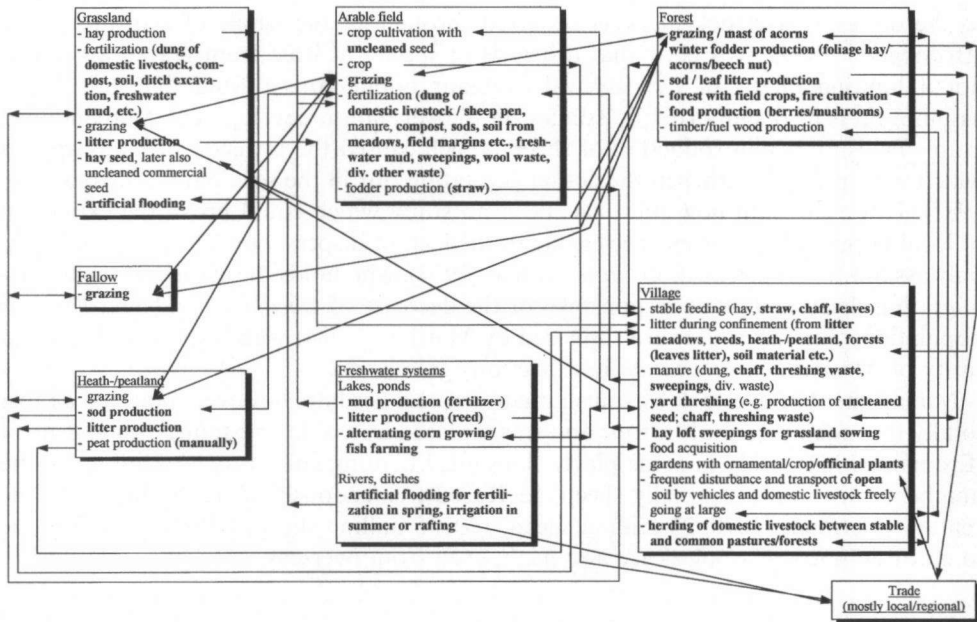 Grassland
- hay production
- fertilization (dung of
domestic livestock, com-
post, soil, ditch excava-
tion, freshwater
mud, etc.)
- grazing
- litter production
- hay seed, later also
uncleaned commercial
seed
- artificial flooding
Arable field
- crop cultivation with
uncleaned seed
- crop
- grazing
- fertilization (dung of
domestic livestock / sheep pen,
manure, compost, sods, soil from
meadows, field margins etc., fresh-
water mud, sweepings, wool waste,
div. other waste)
- fodder production (straw)
Forest
- grazing / mast of acorns
winter fodder production (foliage hay/
acorns/beech nut)
- sod / leaf litter production
- forest with field crops, fire cultivation
- food production (berries/mushrooms)
- timber/fuel wood production
Fallow
- grazing
Heath-/peatland
- grazing
- sod production
- litter production
- peat production (manually)
Freshwater systems
Lakes, ponds
- mud production (fertilizer)
- litter production (reed)
- alternating corn growing/
fish farming
Rivers, ditches
- artificial flooding for fertili-
zation in spring, irrigation in
summer or rafting
Village
- stable feeding (hay, straw, chaff, leaves)
- litter during confinement (from litter
meadows, reeds, heath-/peatland, forests
(leaves litter), soil material etc.)
- manure (dung, chaff, threshing waste,
sweepings, div. waste)
- yard threshing (e.g. production of uncleaned
seed; chaff, threshing waste)
- hay loft sweepings for grassland sowing
- food acquisition
gardens with ornamental/crop/officinal plants
- frequent disturbance and transport of open
soil by vehicles and domestic livestock freely
going at large
- herding of domestic livestock between stable
and common pastures/forests
Trade
(mostly local/regional)